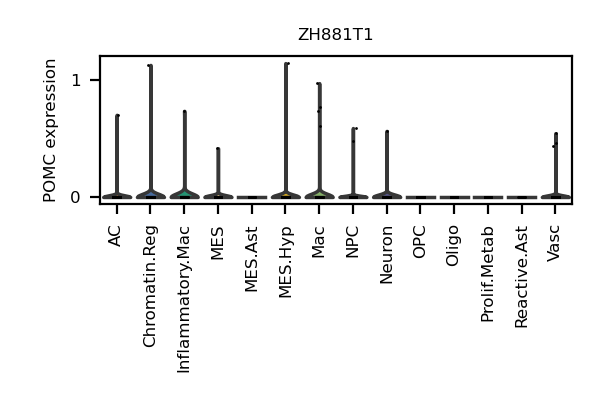 ZH881T1
POMC expression
1
0
AC
Chromatin.Reg
Inflammatory.Mac
MES
MES.Ast
MES.Hyp
Mac
NPC
Neuron
OPC
Oligo
Prolif.Metab
Reactive.Ast
Vasc